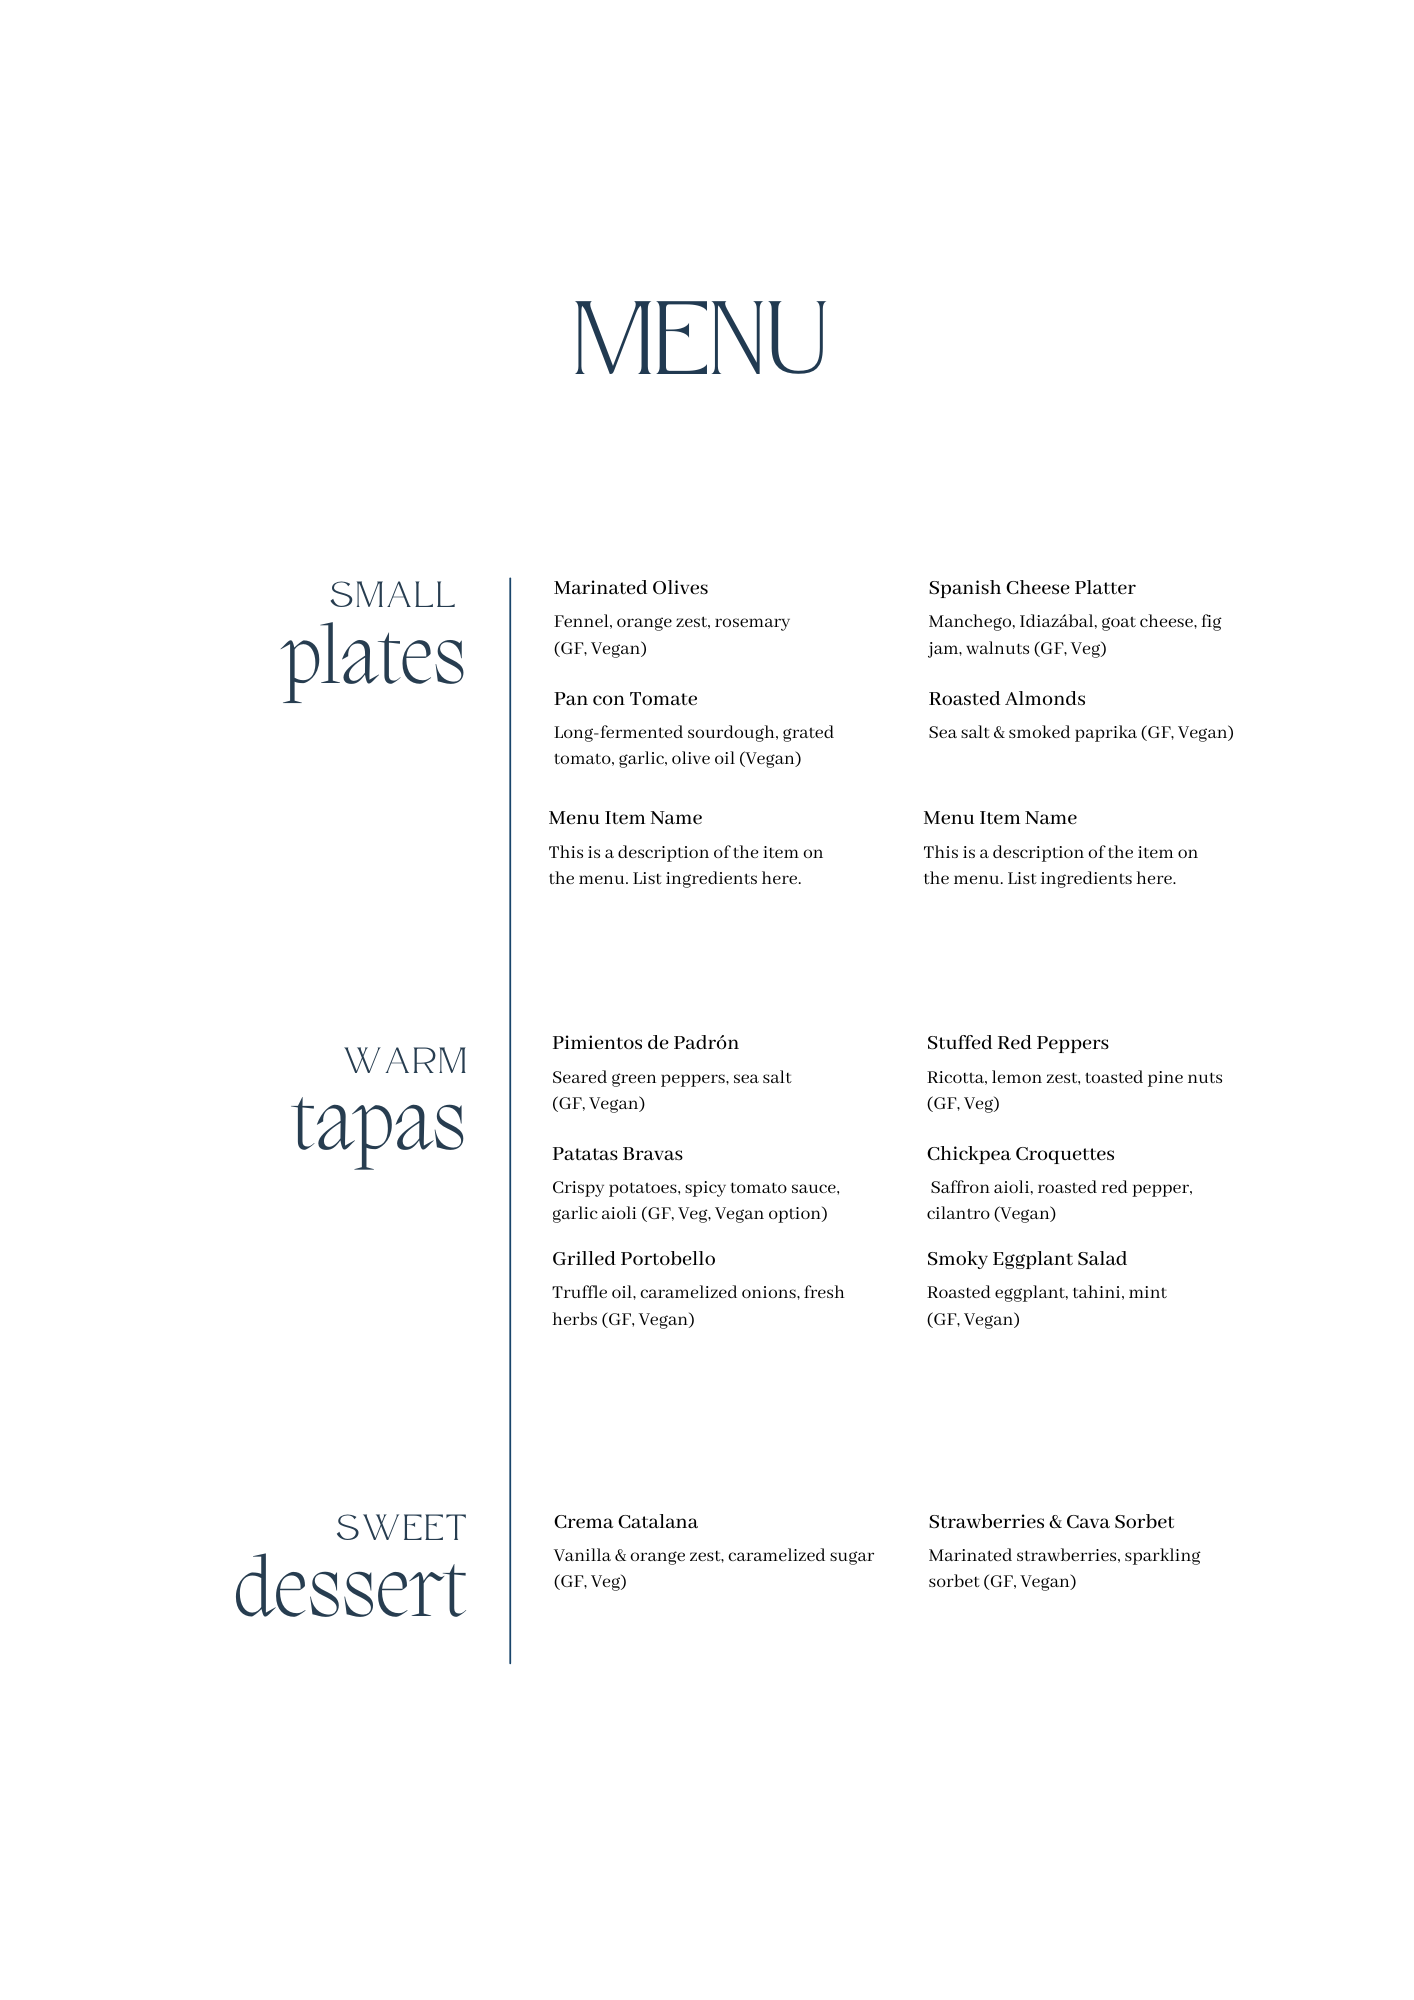 MENU
SMALL
plates
Marinated Olives
Fennel, orange zest, rosemary
(GF, Vegan)
Spanish Cheese Platter
Manchego, Idiazábal, goat cheese, fig
jam, walnuts (GF, Veg)
Pan con Tomate
Long-fermented sourdough, grated
tomato, garlic, olive oil (Vegan)
Roasted Almonds
Sea salt & smoked paprika (GF, Vegan)
Menu Item Name
This is a description of the item on
the menu. List ingredients here.
Menu Item Name
This is a description of the item on
the menu. List ingredients here.
WARM
tapas
Pimientos de Padrón
Seared green peppers, sea salt
(GF, Vegan)
Stuffed Red Peppers
Ricotta, lemon zest, toasted pine nuts
(GF, Veg)
Patatas Bravas
Crispy potatoes, spicy tomato sauce,
garlic aioli (GF, Veg, Vegan option)
Chickpea Croquettes
Saffron aioli, roasted red pepper,
cilantro (Vegan)
Grilled Portobello
Truffle oil, caramelized onions, fresh
herbs (GF, Vegan)
Smoky Eggplant Salad
Roasted eggplant, tahini, mint
(GF, Vegan)
SWEET
dessert
Crema Catalana
Vanilla & orange zest, caramelized sugar
(GF, Veg)
Strawberries & Cava Sorbet
Marinated strawberries, sparkling
sorbet (GF, Vegan)